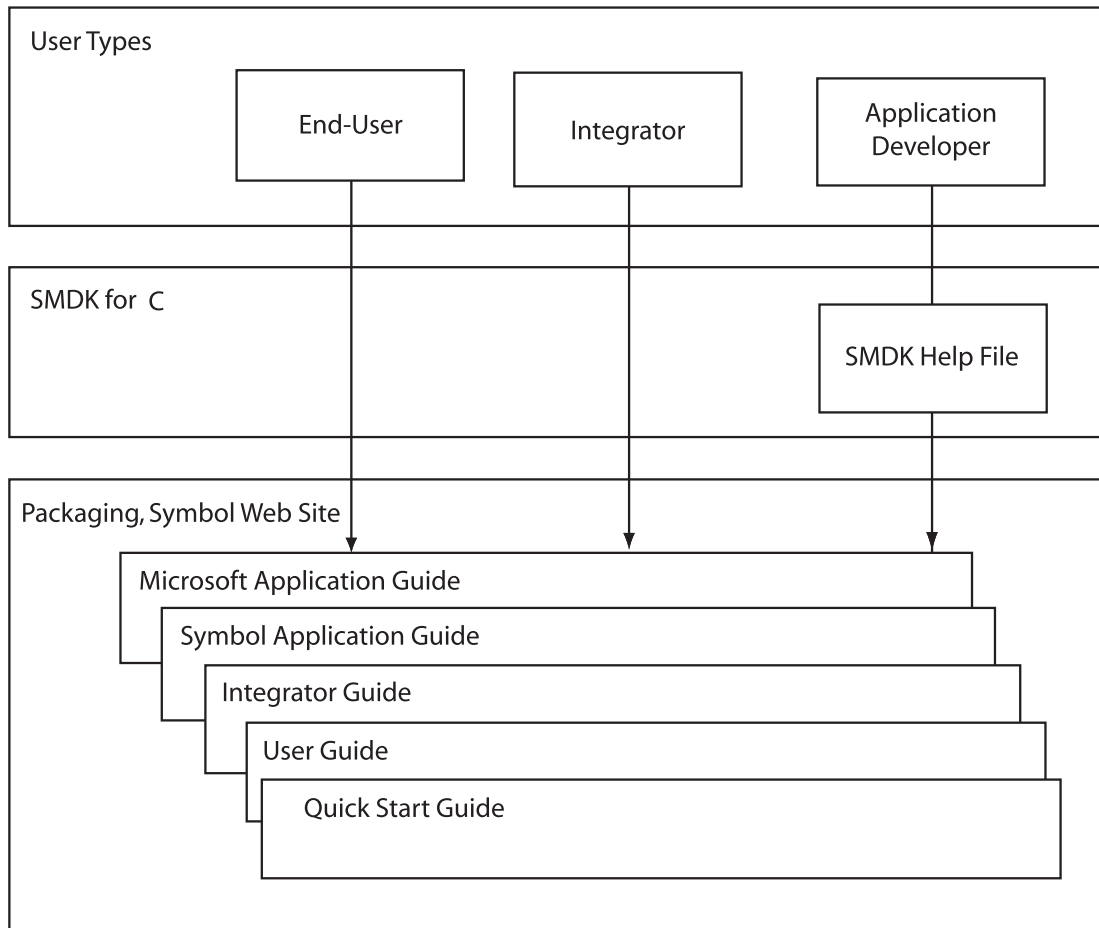 User Types
End-User
Integrator
Application
Developer
SMDK for C
SMDK Help File
Packaging, Symbol Web Site
Microsoft Application Guide
Symbol Application Guide
Integrator Guide
User Guide
Quick Start Guide